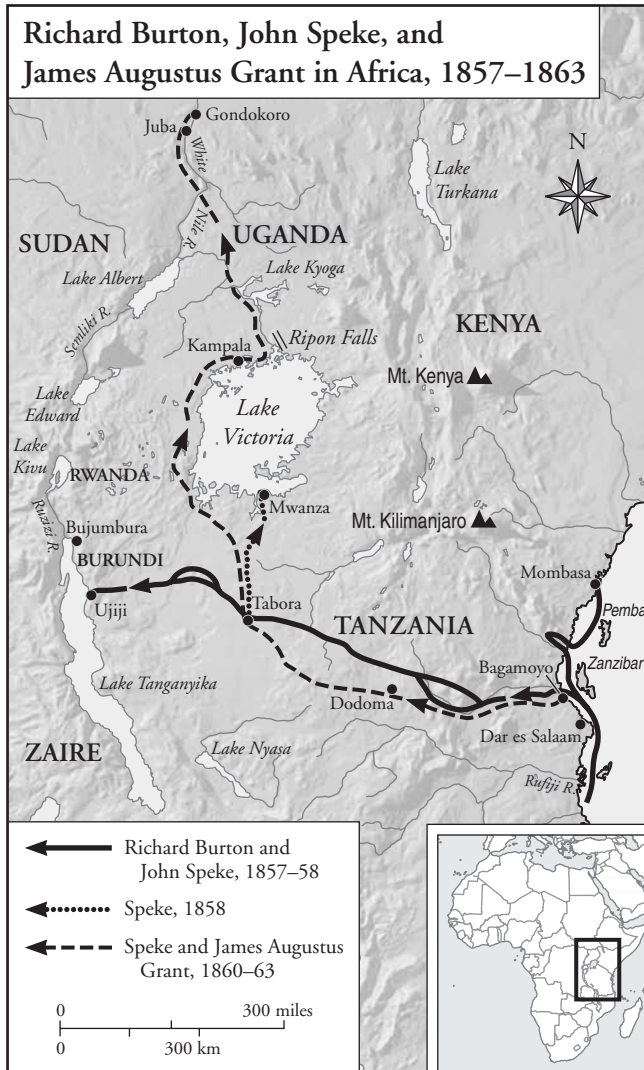 Richard Burton, John Speke, and
James Augustus Grant in Africa, 1857–1863
Gondokoro
Juba
White
Nile R.
Lake
Turkana
N
SUDAN
UGANDA
Lake Albert
Lake Kyoga
Semliki R.
Ripon Falls
KENYA
Kampala
Mt. Kenya
Lake
Edward
Lake
Victoria
Lake
Kivu
RWANDA
Mwanza
Ruzizi R.
Mt. Kilimanjaro
Bujumbura
BURUNDI
Mombasa
Ujiji
Tabora
Pemba
TANZANIA
Zanzibar
Bagamoyo
Lake Tanganyika
Dodoma
Dar es Salaam
ZAIRE
Lake Nyasa
Rufiji R.
Richard Burton and
John Speke, 1857–58
Speke, 1858
Speke and James Augustus
Grant, 1860–63
0 300 miles
0 300 km